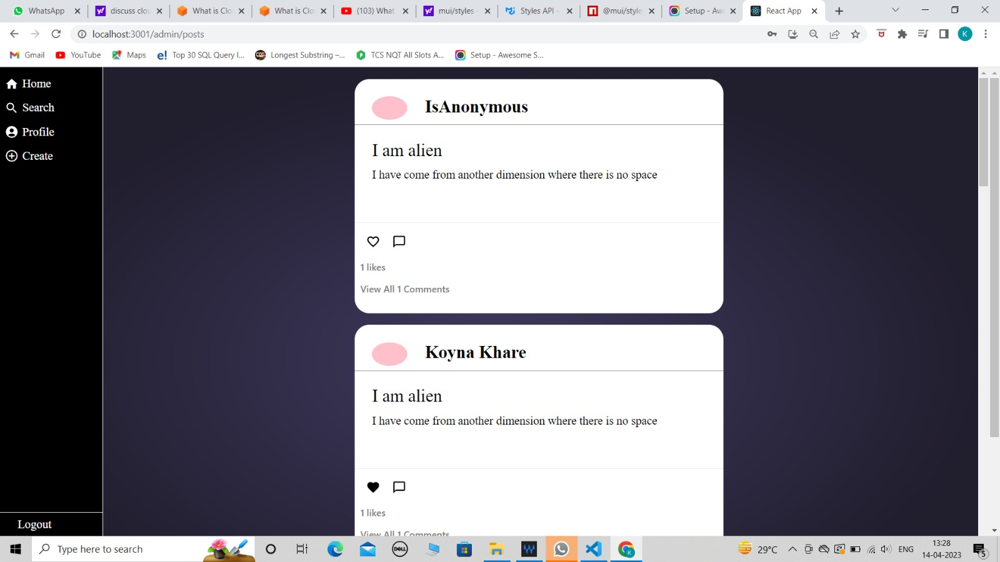 WhatsApp
discuss clou
What is Clo
What is Clo
(103) What
mui/styles -
Styles API -
@mui/style
Setup - Aw
React App
localhost:3001/admin/posts
K
Gmail
YouTube
Maps
e! Top 30 SQL Query I...
Longest Substring –...
TCS NQT All Slots A...
Setup - Awesome S...
Home
Search
Profile
Create
Logout
IsAnonymous
I am alien
I have come from another dimension where there is no space
1 likes
View All 1 Comments
Koyna Khare
I am alien
I have come from another dimension where there is no space
1 likes
View All 1 Comments
Type here to search
DELL
29°C
ENG
13:28
14-04-2023
5